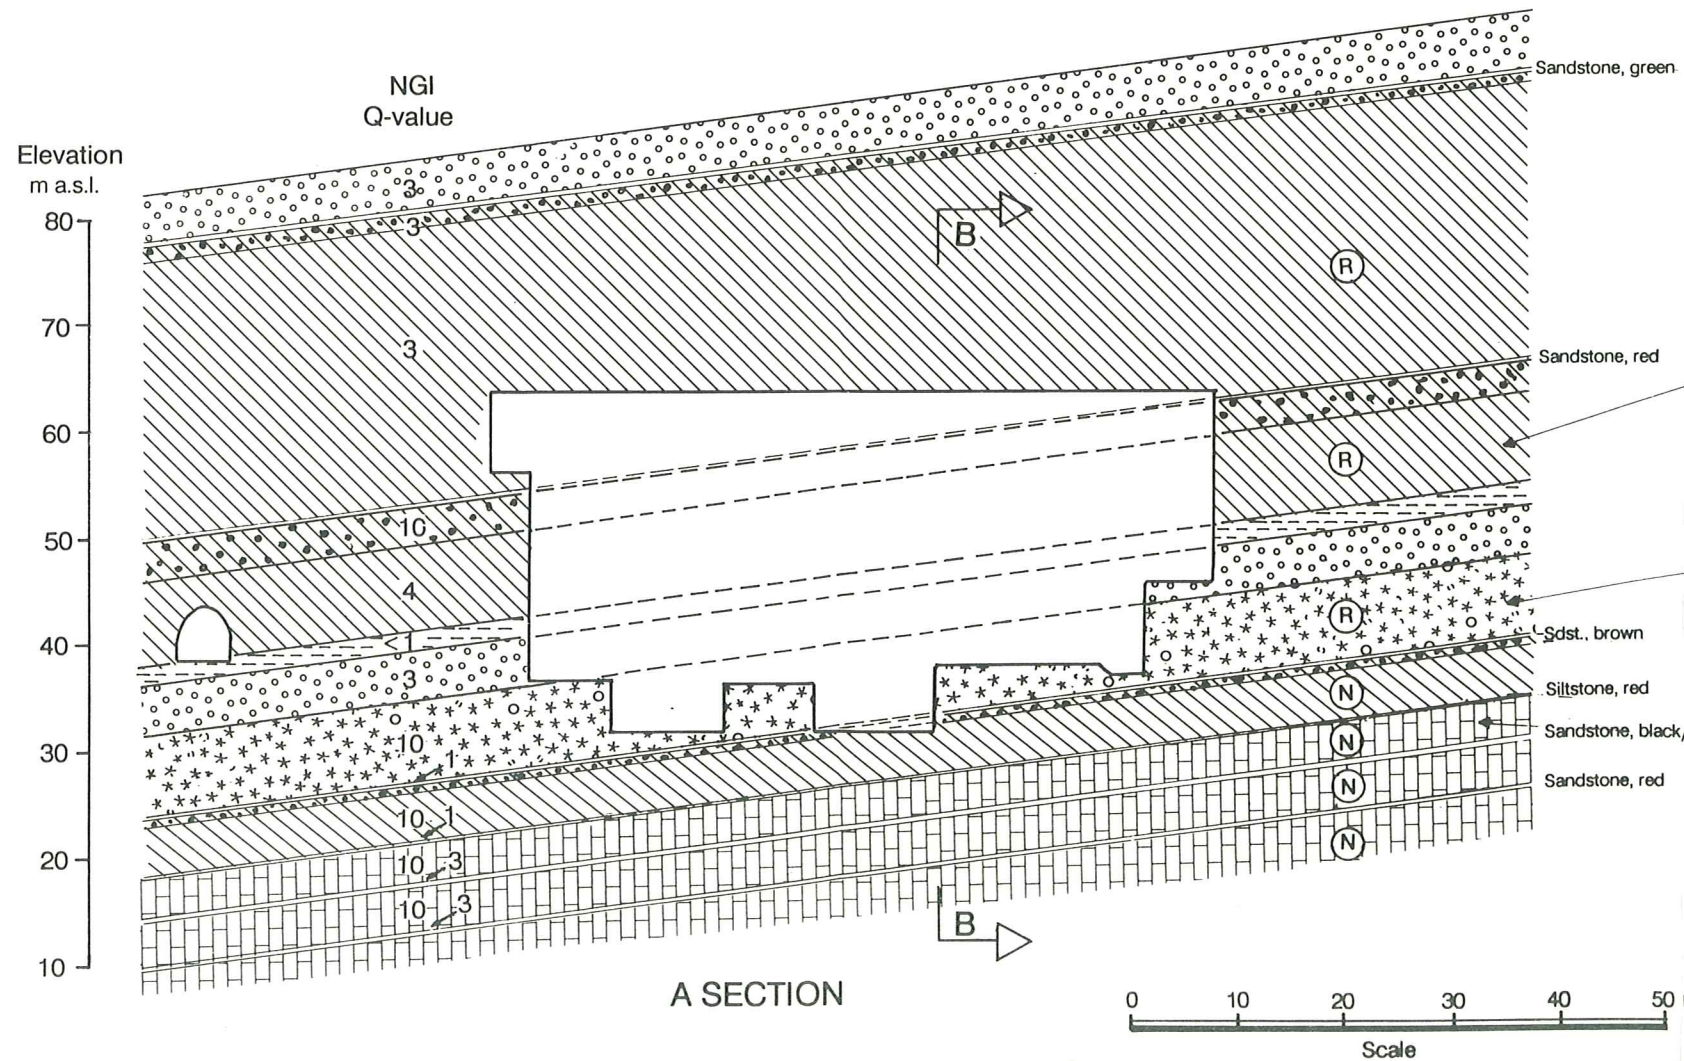 NGI
Q-value
Elevation
m a.s.l.
80
70
60
50
40
30
20
10
3
3
3
10
4
<1
3
10
1
10 1
10 3
10 3
B
B
R
R
R
N
N
N
N
Sandstone, green
Sandstone, red
Sdst., brown
Siltstone, red
Sandstone, black/
Sandstone, red
A SECTION
0 10 20 30 40 50
Scale